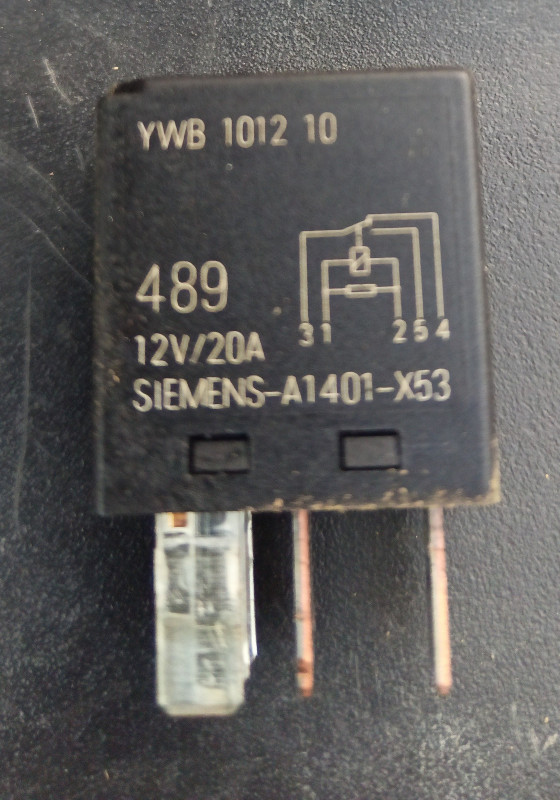 YWB 1012 10
489
12V/20A
SIEMENS-A1401-X53
31 254